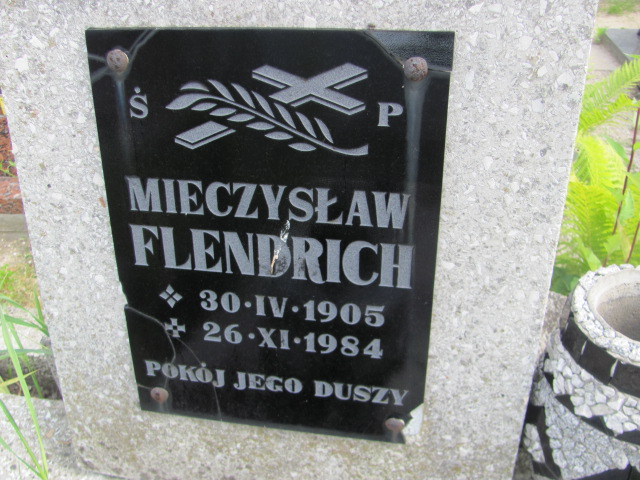 Ś P
MIECZYSŁAW
FLENDRICH
30·IV·1905
26·XI·1984
POKÓJ JEGO DUSZY